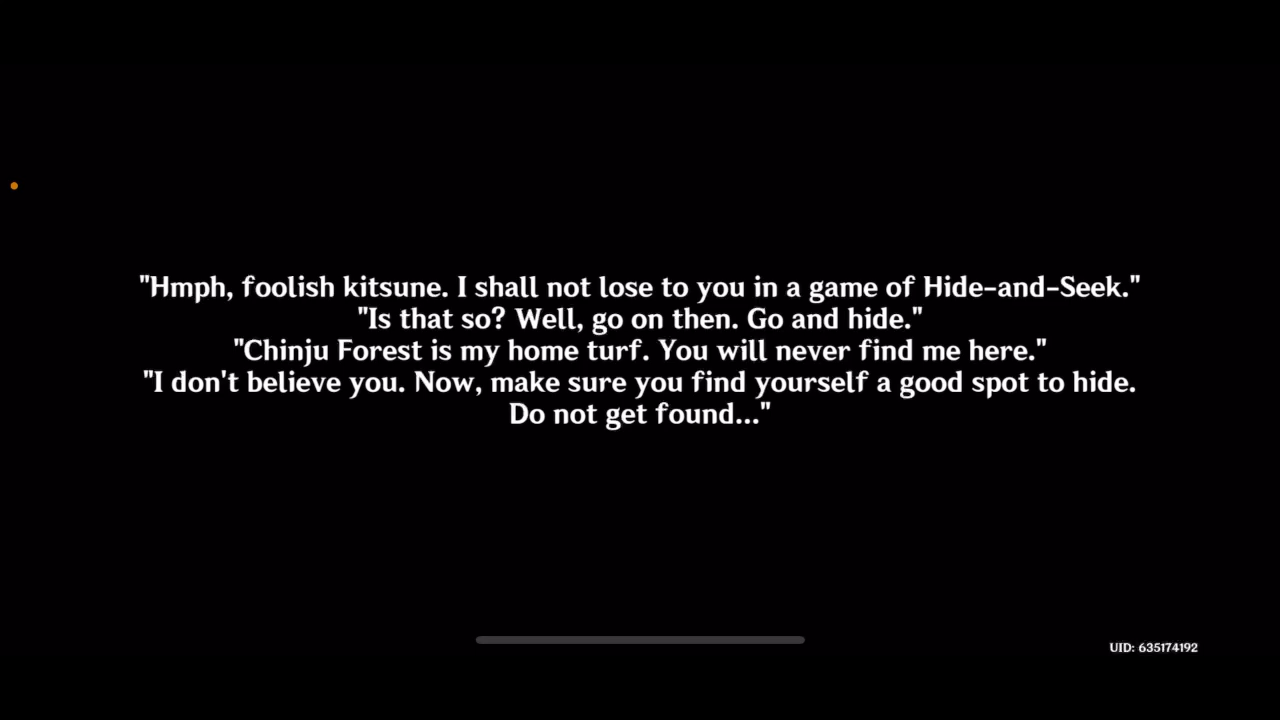 "Hmph, foolish kitsune. I shall not lose to you in a game of Hide-and-Seek."
"Is that so? Well, go on then. Go and hide."
"Chinju Forest is my home turf. You will never find me here."
"I don't believe you. Now, make sure you find yourself a good spot to hide.
Do not get found..."
UID: 635174192